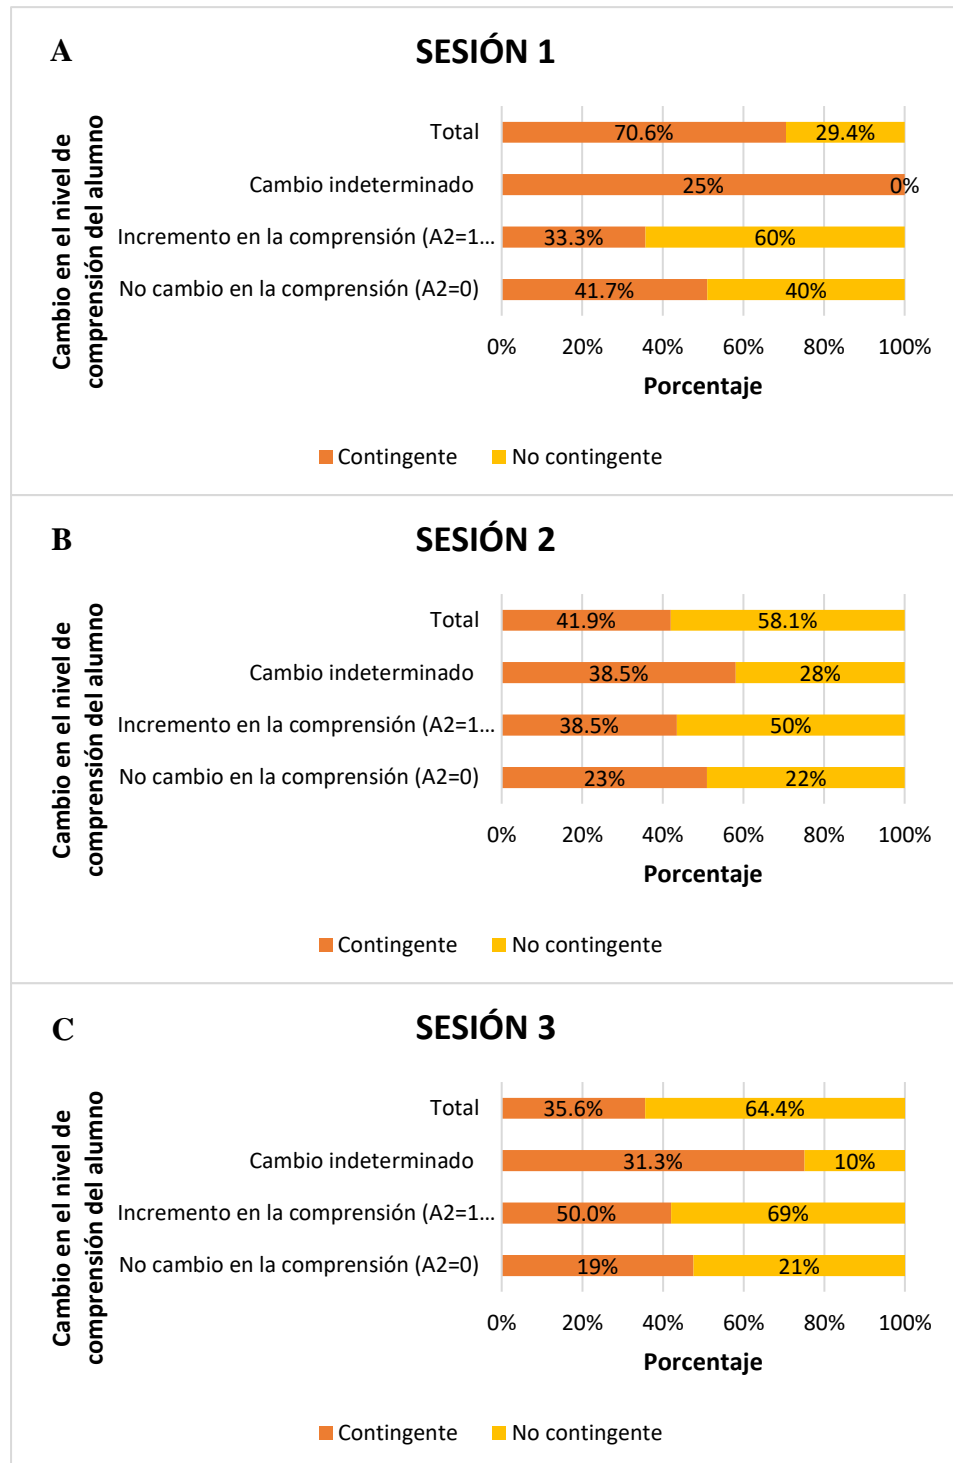 A
SESIÓN 1
Cambio en el nivel de
comprensión del alumno
Total
70.6%
29.4%
Cambio indeterminado
25%
0%
Incremento en la comprensión (A2=1...
33.3%
60%
No cambio en la comprensión (A2=0)
41.7%
40%
0% 20% 40% 60% 80% 100%
Porcentaje
Contingente No contingente
B
SESIÓN 2
Cambio en el nivel de
comprensión del alumno
Total
41.9%
58.1%
Cambio indeterminado
38.5%
28%
Incremento en la comprensión (A2=1...
38.5%
50%
No cambio en la comprensión (A2=0)
23%
22%
0% 20% 40% 60% 80% 100%
Porcentaje
Contingente No contingente
C
SESIÓN 3
Cambio en el nivel de
comprensión del alumno
Total
35.6%
64.4%
Cambio indeterminado
31.3%
10%
Incremento en la comprensión (A2=1...
50.0%
69%
No cambio en la comprensión (A2=0)
19%
21%
0% 20% 40% 60% 80% 100%
Porcentaje
Contingente No contingente